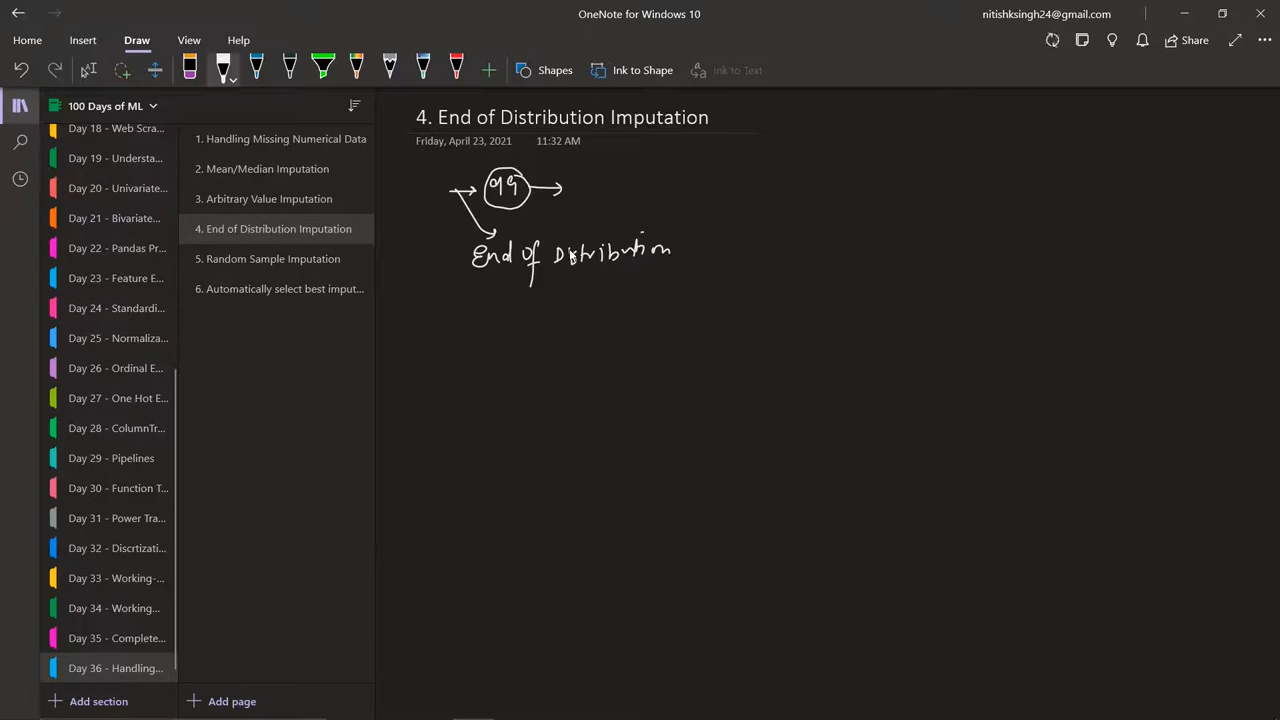 OneNote for Windows 10
nitishksingh24@gmail.com
Home
Insert
Draw
View
Help
Shapes
Ink to Shape
Ink to Text
Share
100 Days of ML
Day 18 - Web Scra...
Day 19 - Understa...
Day 20 - Univariate...
Day 21 - Bivariate...
Day 22 - Pandas Pr...
Day 23 - Feature E...
Day 24 - Standardi...
Day 25 - Normaliza...
Day 26 - Ordinal E...
Day 27 - One Hot E...
Day 28 - ColumnTr...
Day 29 - Pipelines
Day 30 - Function T...
Day 31 - Power Tra...
Day 32 - Discrtizati...
Day 33 - Working-...
Day 34 - Working...
Day 35 - Complete...
Day 36 - Handling...
Add section
1. Handling Missing Numerical Data
2. Mean/Median Imputation
3. Arbitrary Value Imputation
4. End of Distribution Imputation
5. Random Sample Imputation
6. Automatically select best imput...
Add page
4. End of Distribution Imputation
Friday, April 23, 2021
11:32 AM
99
End of Distribution